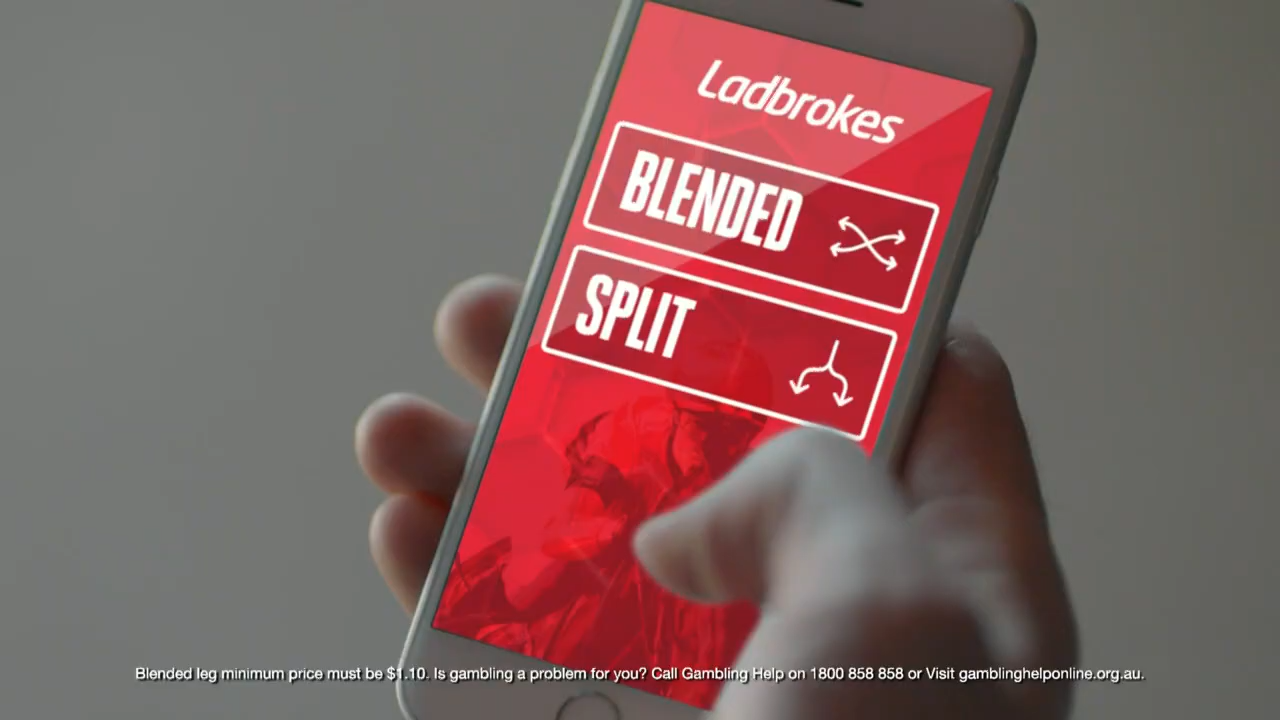 Ladbrokes
BLENDED
SPLIT
Blended leg minimum price must be $1.10. Is gambling a problem for you? Call Gambling Help on 1800 858 858 or Visit gamblinghelponline.org.au.